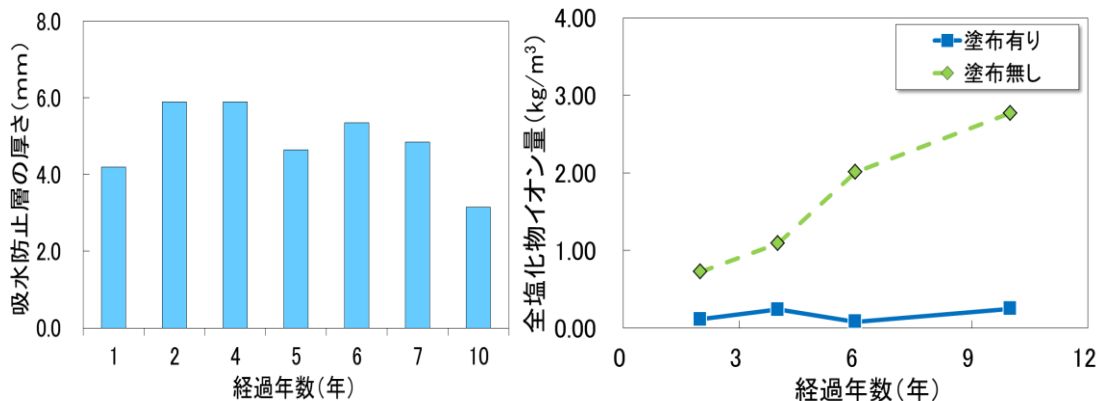 吸水防止層の厚さ(mm)
8.0
6.0
4.0
2.0
0.0
1 2 4 5 6 7 10
経過年数(年)
全塩化物イオン量(kg/m³)
4.00
3.00
2.00
1.00
0.00
0 3 6 9 12
経過年数(年)
塗布有り
塗布無し